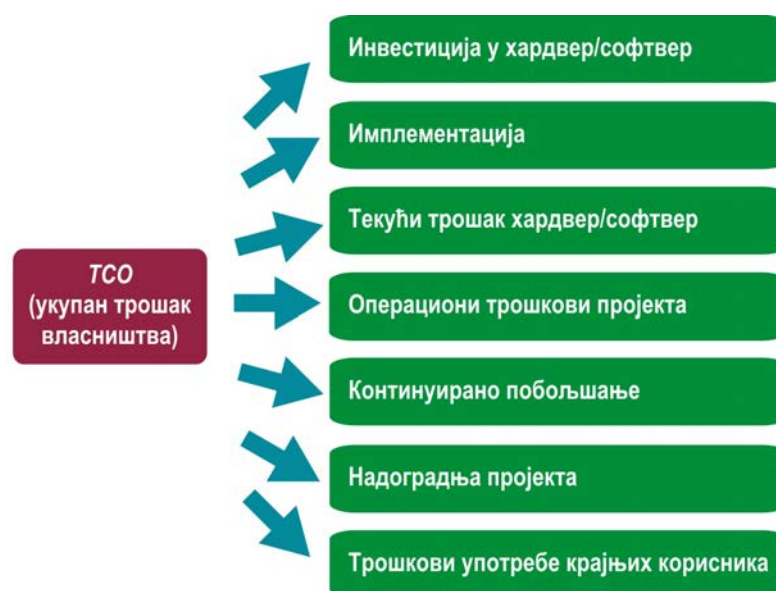 Инвестиција у хардвер/софтвер
Имплементација
Текући трошак хардвер/софтвер
TCO
(укупан трошак
власништва)
Операциони трошкови пројекта
Континуирано побољшање
Надоградња пројекта
Трошкови употребе крајњих корисника